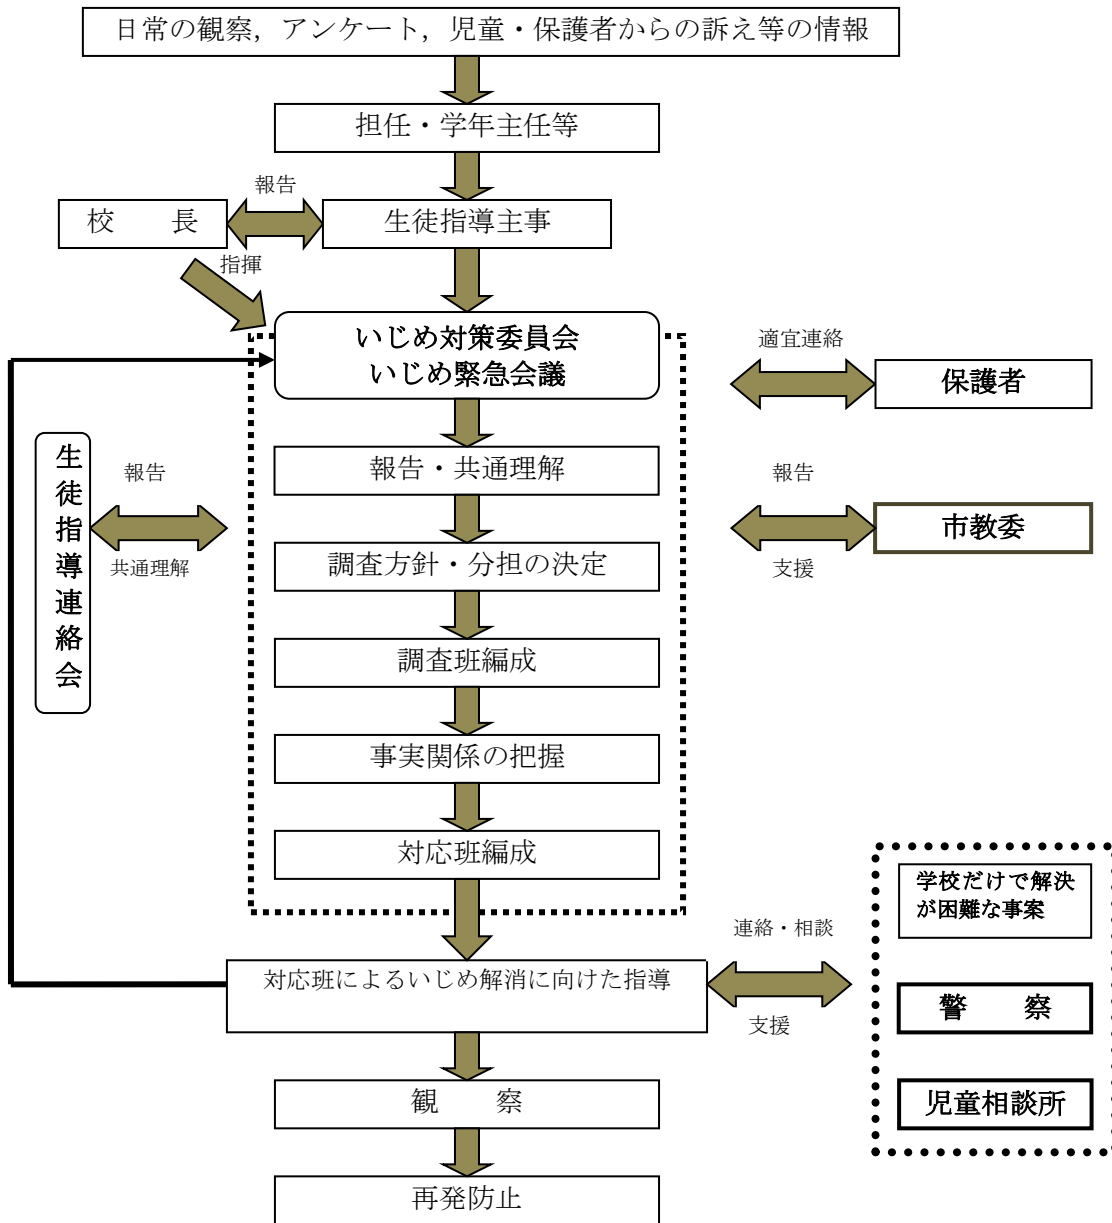 日常の観察，アンケート，児童・保護者からの訴え等の情報
担任・学年主任等
報告
校　　長
生徒指導主事
指揮
いじめ対策委員会
いじめ緊急会議
適宜連絡
保護者
生徒指導連絡会
報告
共通理解
報告・共通理解
報告
市教委
支援
調査方針・分担の決定
調査班編成
事実関係の把握
対応班編成
学校だけで解決
が困難な事案
連絡・相談
対応班によるいじめ解消に向けた指導
支援
警　　察
児童相談所
観　　察
再発防止